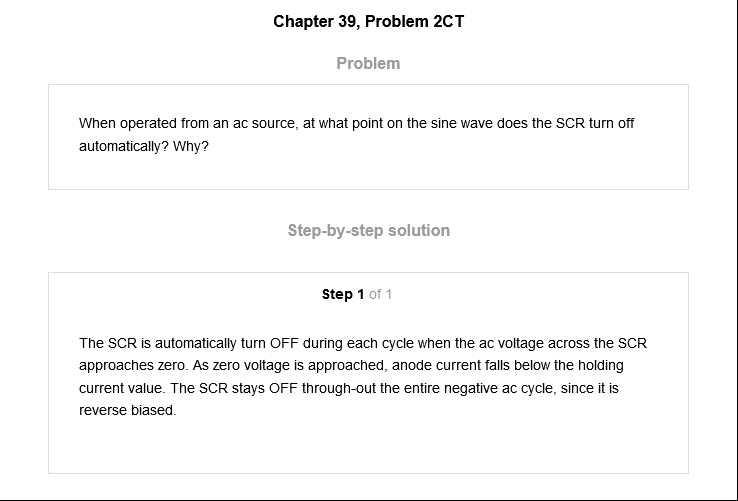 Chapter 39, Problem 2CT
Problem
When operated from an ac source, at what point on the sine wave does the SCR turn off
automatically? Why?
Step-by-step solution
Step 1 of 1
The SCR is automatically turn OFF during each cycle when the ac voltage across the SCR
approaches zero. As zero voltage is approached, anode current falls below the holding
current value. The SCR stays OFF through-out the entire negative ac cycle, since it is
reverse biased.